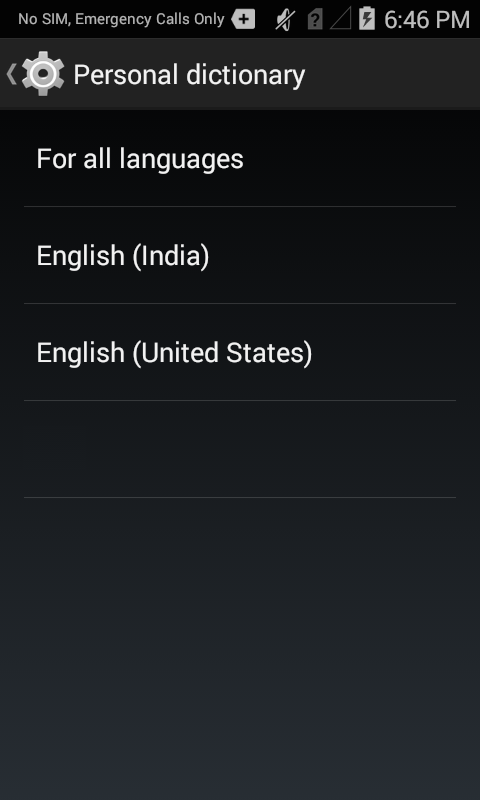 No SIM, Emergency Calls Only 6:46 PM
Personal dictionary
For all languages
English (India)
English (United States)